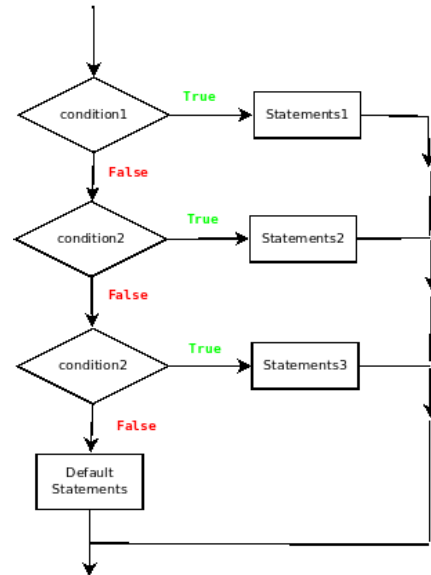 True
condition1
Statements1
False
True
condition2
Statements2
False
True
condition2
Statements3
False
Default
Statements